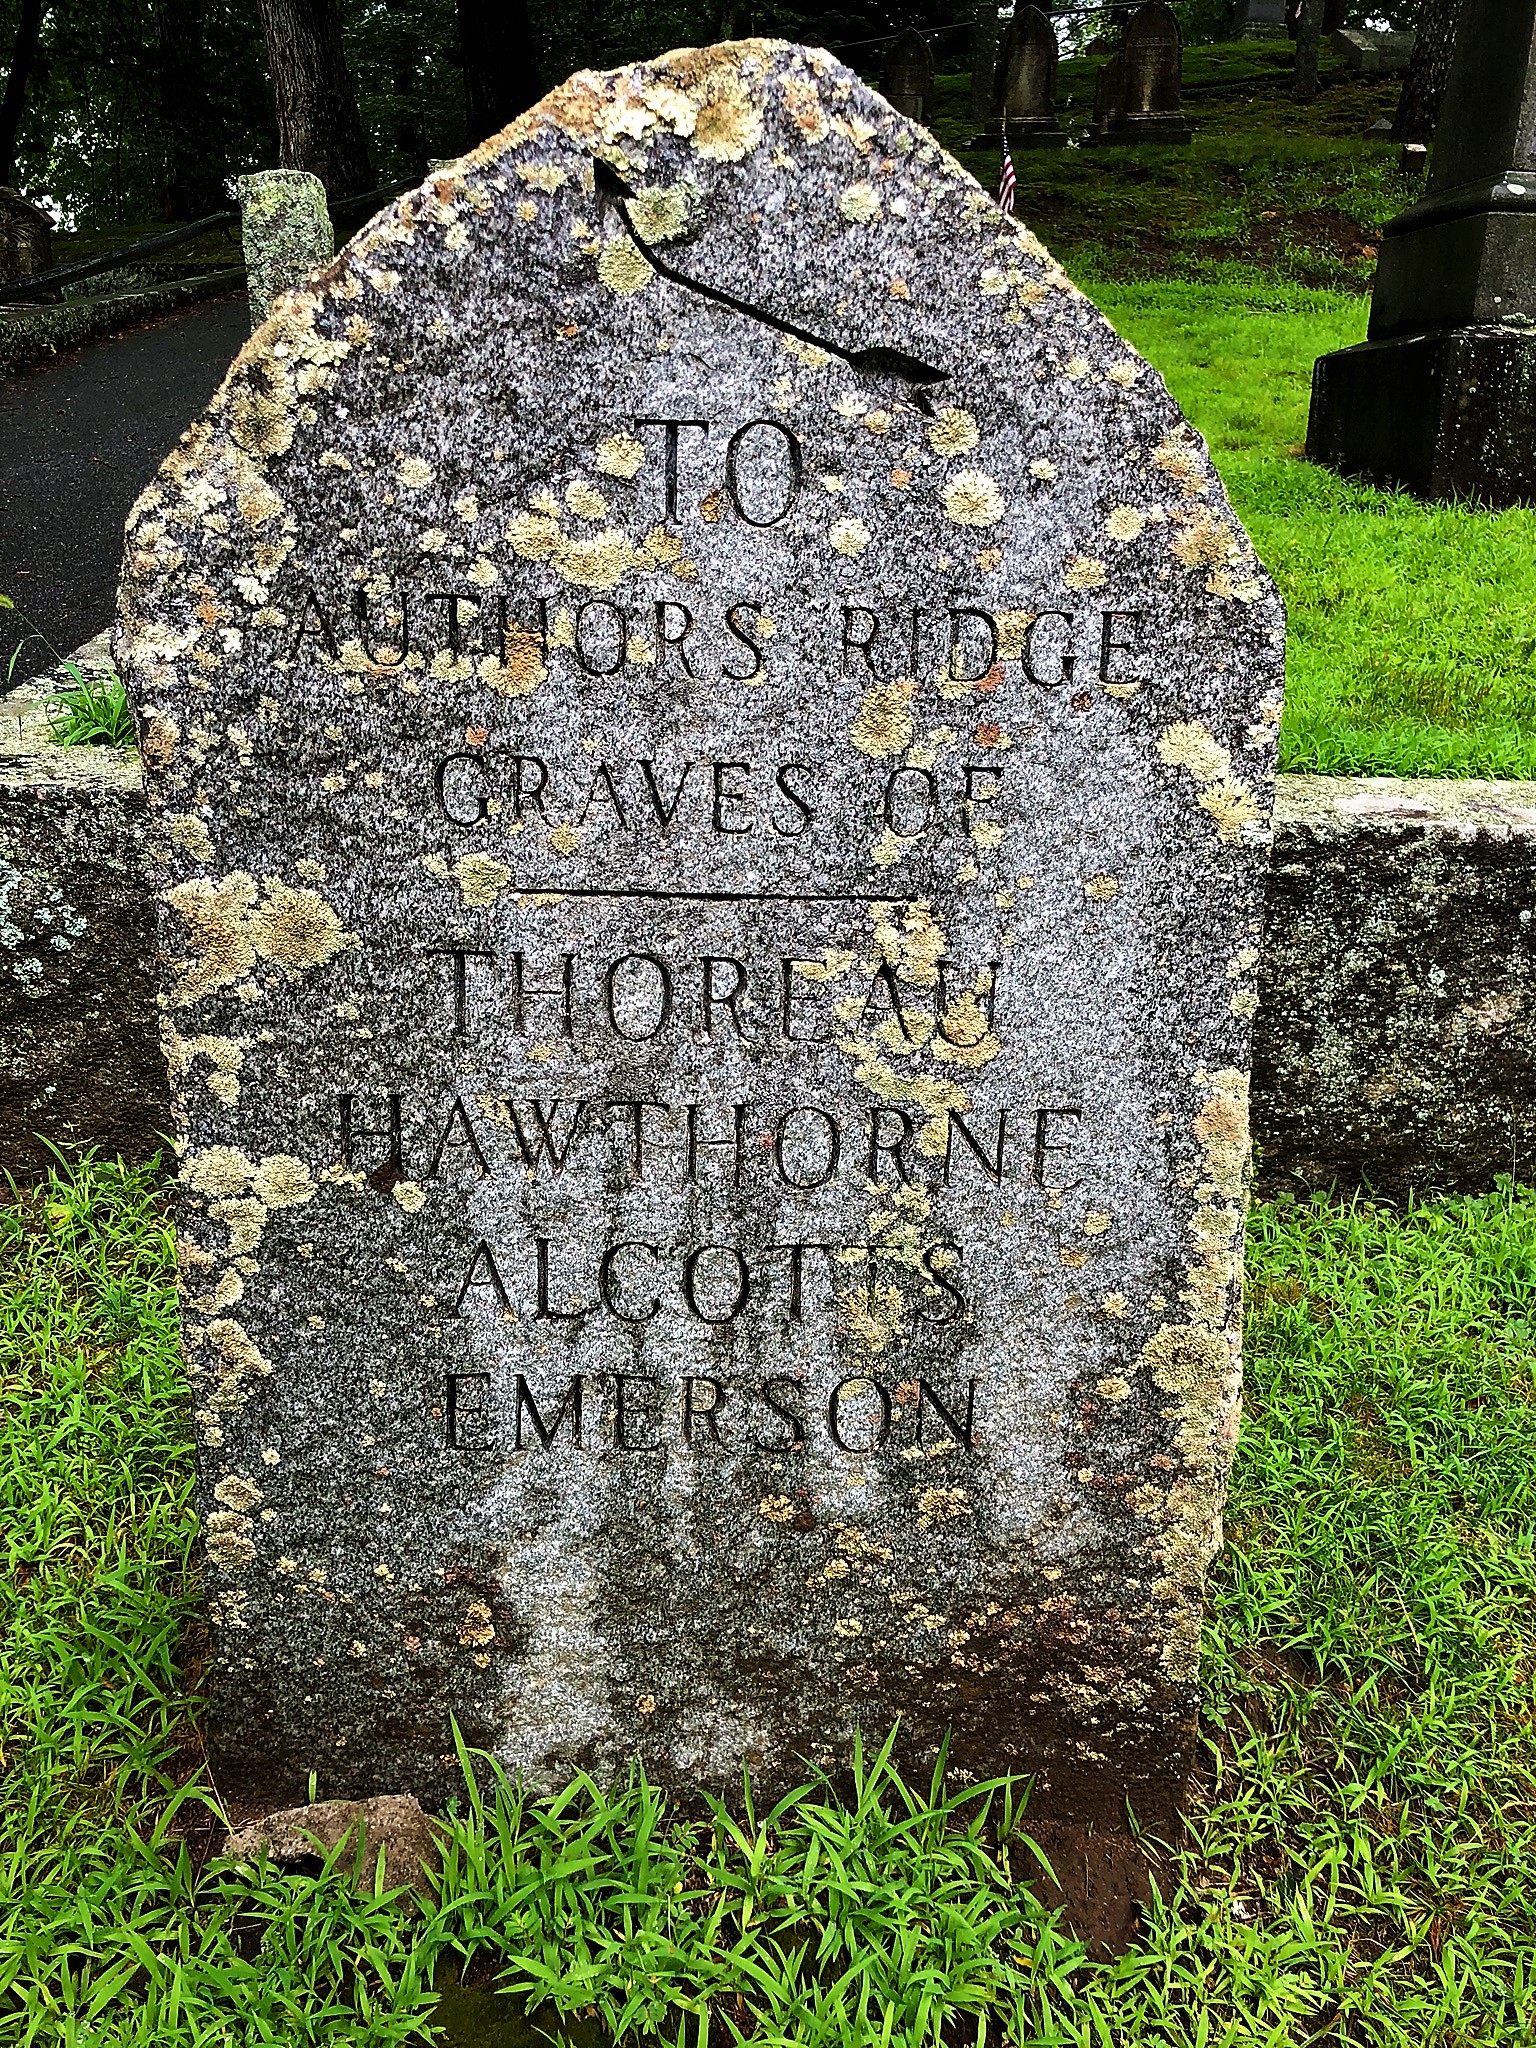 TO
AUTHORS RIDGE
GRAVES OF
THOREAU
HAWTHORNE
ALCOTTS
EMERSON